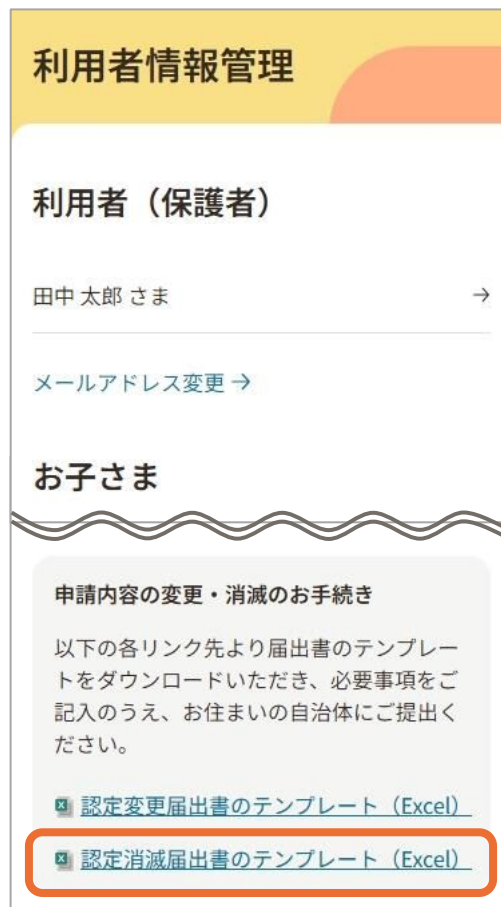 利用者情報管理
利用者（保護者）
田中 太郎 さま →
メールアドレス変更 →
お子さま
申請内容の変更・消滅のお手続き
以下の各リンク先より届出書のテンプレー
トをダウンロードいただき、必要事項をご
記入のうえ、お住まいの自治体にご提出く
ださい。
認定変更届出書のテンプレート（Excel）
認定消滅届出書のテンプレート（Excel）